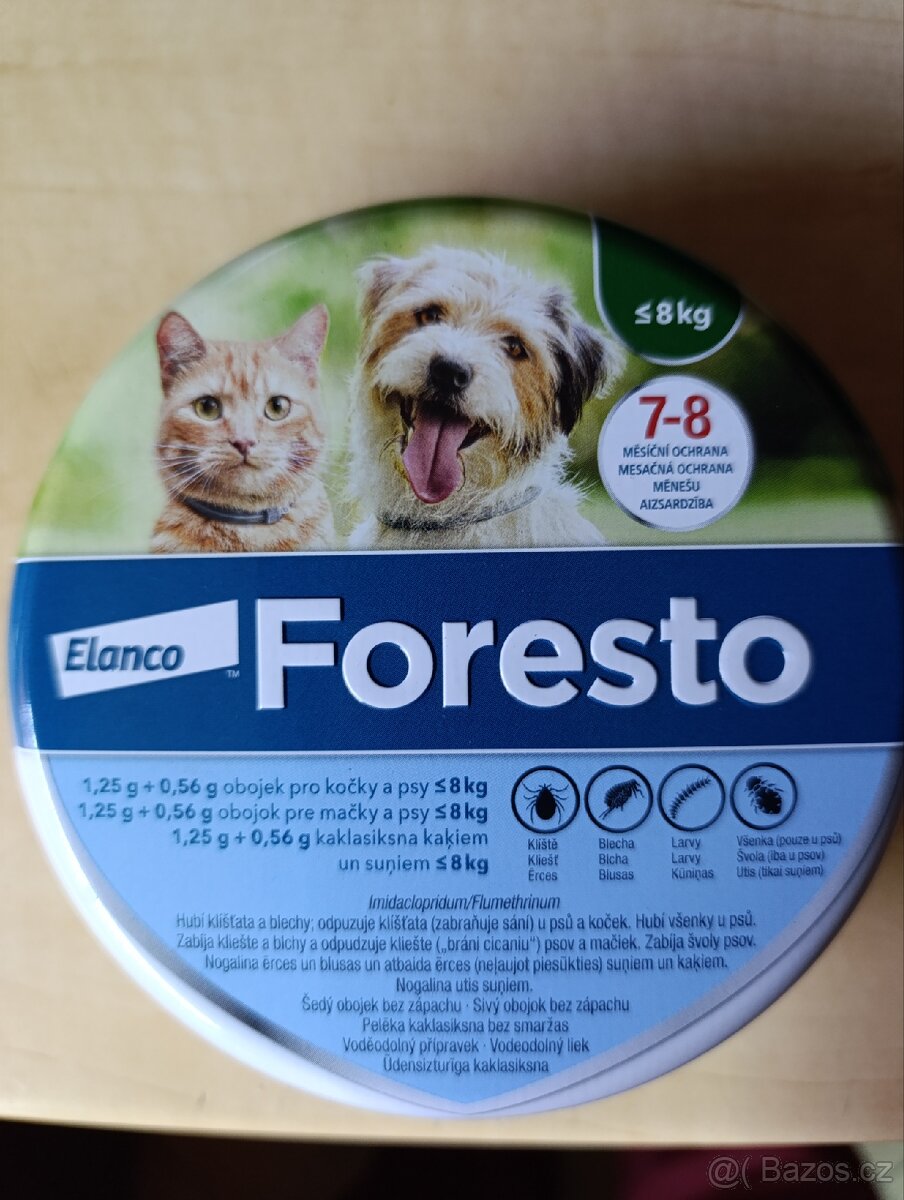 ≤8kg
7-8
MĚSÍČNÍ OCHRANA
MESAČNÁ OCHRANA
MĒNEŠU
AIZSARDZĪBA
Elanco™
Foresto
1,25 g + 0,56 g obojek pro kočky a psy ≤8kg
1,25 g + 0,56 g obojok pre mačky a psy ≤8kg
1,25 g + 0,56 g kaklasiksna kaķiem
un suņiem ≤8kg
Klíště
Kliešť
Ērces
Blecha
Blcha
Blusas
Larvy
Larvy
Kūniņas
Všenka (pouze u psů)
Švola (iba u psov)
Utis (tikai suņiem)
Imidaclopridum/Flumethrinum
Hubí klíšťata a blechy; odpuzuje klíšťata (zabraňuje sání) u psů a koček. Hubí všenky u psů.
Zabíja kliešte a blchy a odpudzuje kliešte („bráni cicaniu") psov a mačiek. Zabíja švoly psov.
Nogalina ērces un blusas un atbaida ērces (neļaujot piesūkties) suņiem un kaķiem.
Nogalina utis suņiem.
Šedý obojek bez zápachu · Sivý obojok bez zápachu
Pelēka kaklasiksna bez smaržas
Voděodolný přípravek · Vodeodolný liek
Ūdensizturīga kaklasiksna
@( Bazos.cz